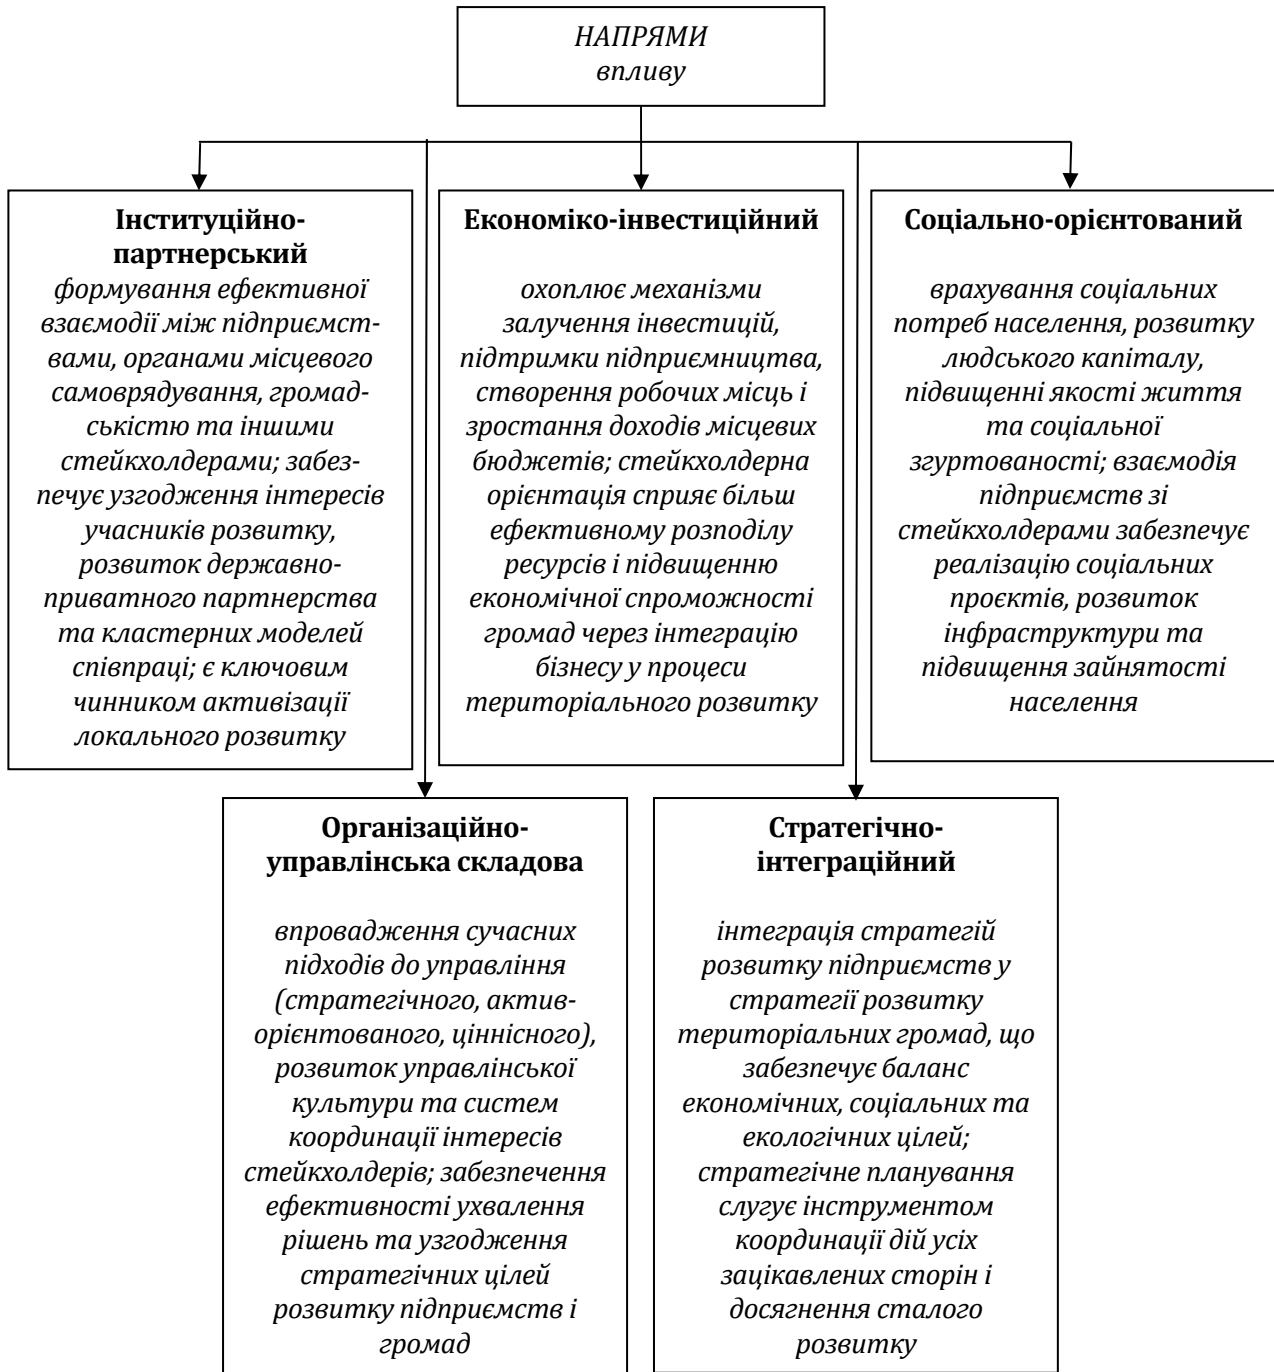 НАПРЯМИ
впливу
Інституційно-
партнерський
формування ефективної
взаємодії між підприємст-
вами, органами місцевого
самоврядування, громад-
ськістю та іншими
стейкхолдерами; забез-
печує узгодження інтересів
учасників розвитку,
розвиток державно-
приватного партнерства
та кластерних моделей
співпраці; є ключовим
чинником активізації
локального розвитку
Економіко-інвестиційний
охоплює механізми
залучення інвестицій,
підтримки підприємництва,
створення робочих місць і
зростання доходів місцевих
бюджетів; стейкхолдерна
орієнтація сприяє більш
ефективному розподілу
ресурсів і підвищенню
економічної спроможності
громад через інтеграцію
бізнесу у процеси
територіального розвитку
Соціально-орієнтований
врахування соціальних
потреб населення, розвитку
людського капіталу,
підвищенні якості життя
та соціальної
згуртованості; взаємодія
підприємств зі
стейкхолдерами забезпечує
реалізацію соціальних
проєктів, розвиток
інфраструктури та
підвищення зайнятості
населення
Організаційно-
управлінська складова
впровадження сучасних
підходів до управління
(стратегічного, актив-
орієнтованого, ціннісного),
розвиток управлінської
культури та систем
координації інтересів
стейкхолдерів; забезпечення
ефективності ухвалення
рішень та узгодження
стратегічних цілей
розвитку підприємств і
громад
Стратегічно-
інтеграційний
інтеграція стратегій
розвитку підприємств у
стратегії розвитку
територіальних громад, що
забезпечує баланс
економічних, соціальних та
екологічних цілей;
стратегічне планування
слугує інструментом
координації дій усіх
зацікавлених сторін і
досягнення сталого
розвитку